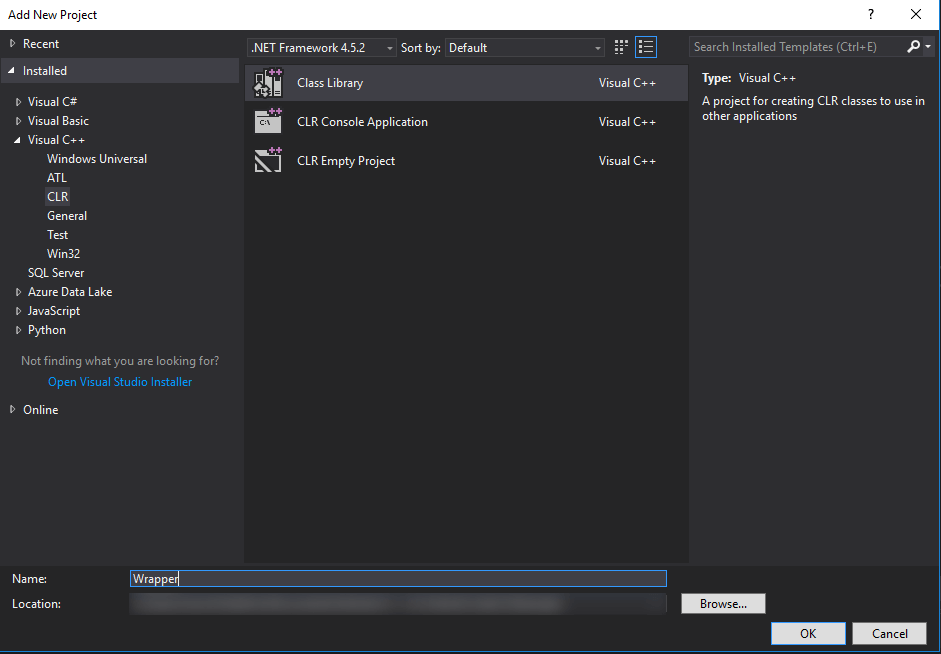 Add New Project
?
Recent
.NET Framework 4.5.2
Sort by: Default
Search Installed Templates (Ctrl+E)
Installed
Visual C#
Visual Basic
Visual C++
Windows Universal
ATL
CLR
General
Test
Win32
SQL Server
Azure Data Lake
JavaScript
Python
Not finding what you are looking for?
Open Visual Studio Installer
Online
Class Library Visual C++
CLR Console Application Visual C++
CLR Empty Project Visual C++
Type: Visual C++
A project for creating CLR classes to use in
other applications
Name: Wrapper
Location:
Browse...
OK Cancel